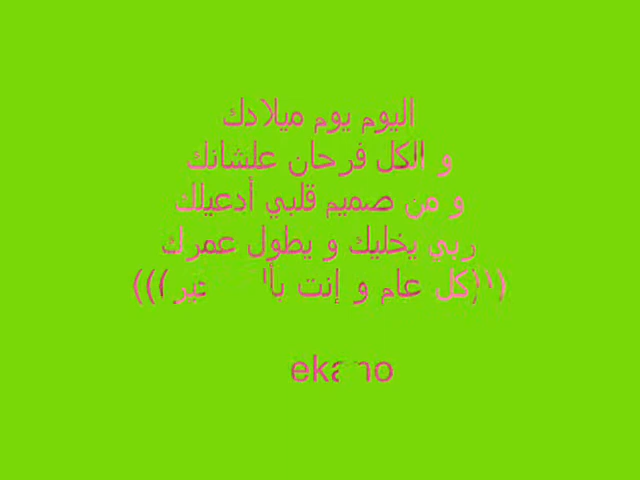 اليوم يوم ميلادك
و الكل فرحان علشانك
و من صميم قلبي أدعيلك
ربي يخليك و يطول عمرك
(((كل عام و إنت )))